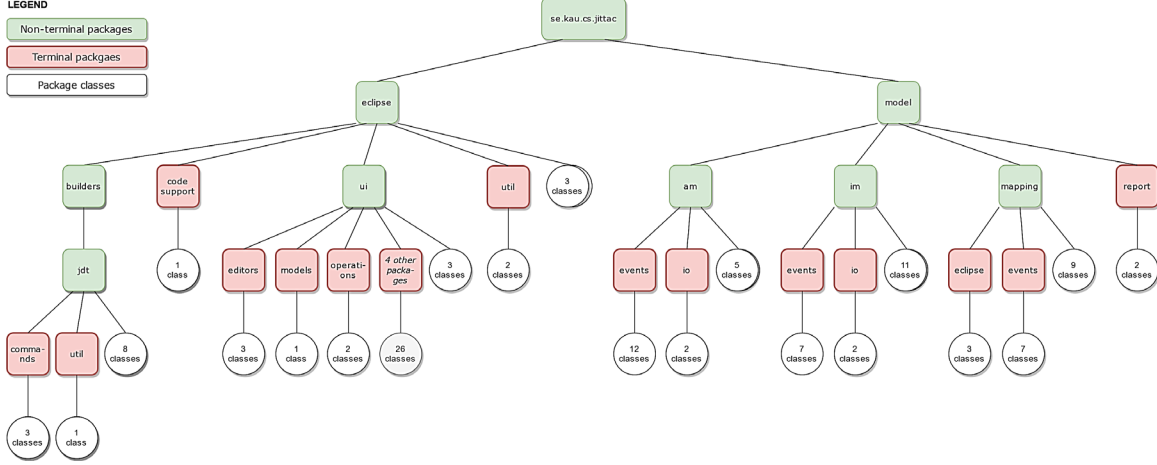 LEGEND
Non-terminal packages
Terminal packgaes
Package classes
se.kau.cs.jittac
eclipse
model
builders
code
support
ui
util
3
classes
am
im
mapping
report
jdt
1
class
editors
models
operati-
ons
4 other
packa-
ges
3
classes
2
classes
events
io
5
classes
events
io
11
classes
eclipse
events
9
classes
2
classes
comma-
nds
util
8
classes
3
classes
1
class
2
classes
26
classes
12
classes
2
classes
7
classes
2
classes
3
classes
7
classes
3
classes
1
class